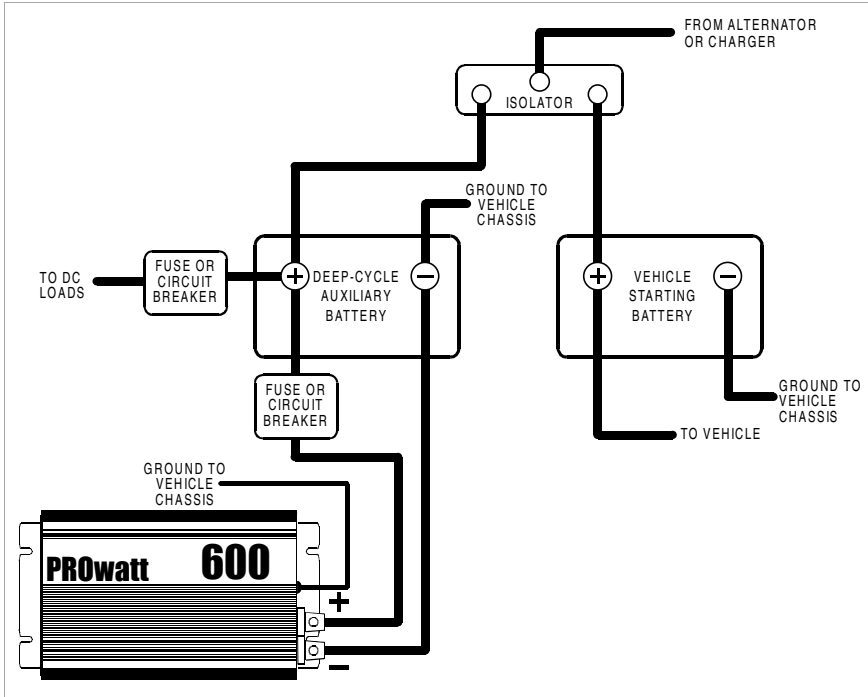 FROM ALTERNATOR
OR CHARGER
ISOLATOR
GROUND TO
VEHICLE
CHASSIS
TO DC
LOADS
FUSE OR
CIRCUIT
BREAKER
+
DEEP-CYCLE
AUXILIARY
BATTERY
−
+
VEHICLE
STARTING
BATTERY
−
FUSE OR
CIRCUIT
BREAKER
GROUND TO
VEHICLE
CHASSIS
TO VEHICLE
GROUND TO
VEHICLE
CHASSIS
PROwatt 600
+
−